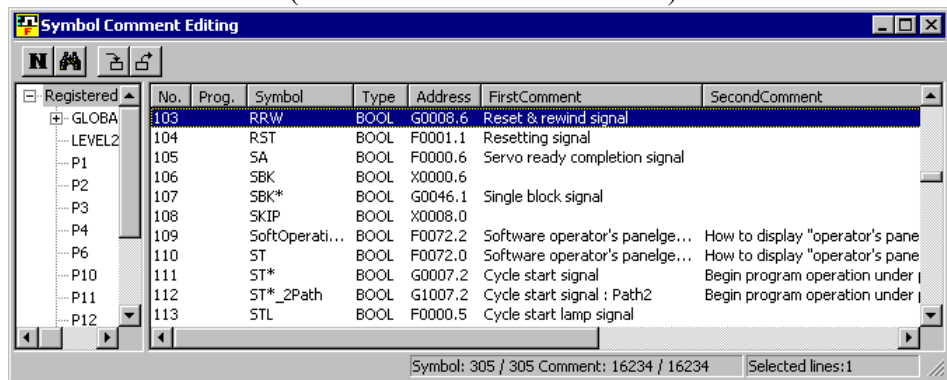 Symbol Comment Editing
N
Registered
GLOBA
LEVEL2
P1
P2
P3
P4
P6
P10
P11
P12
No. Prog. Symbol Type Address FirstComment SecondComment
103 RRW BOOL G0008.6 Reset & rewind signal
104 RST BOOL F0001.1 Resetting signal
105 SA BOOL F0000.6 Servo ready completion signal
106 SBK BOOL X0000.6
107 SBK* BOOL G0046.1 Single block signal
108 SKIP BOOL X0008.0
109 SoftOperati... BOOL F0072.2 Software operator's panelge... How to display "operator's pane
110 ST BOOL F0072.0 Software operator's panelge... How to display "operator's pane
111 ST* BOOL G0007.2 Cycle start signal Begin program operation under
112 ST*_2Path BOOL G1007.2 Cycle start signal : Path2 Begin program operation under
113 STL BOOL F0000.5 Cycle start lamp signal
Symbol: 305 / 305 Comment: 16234 / 16234 Selected lines:1